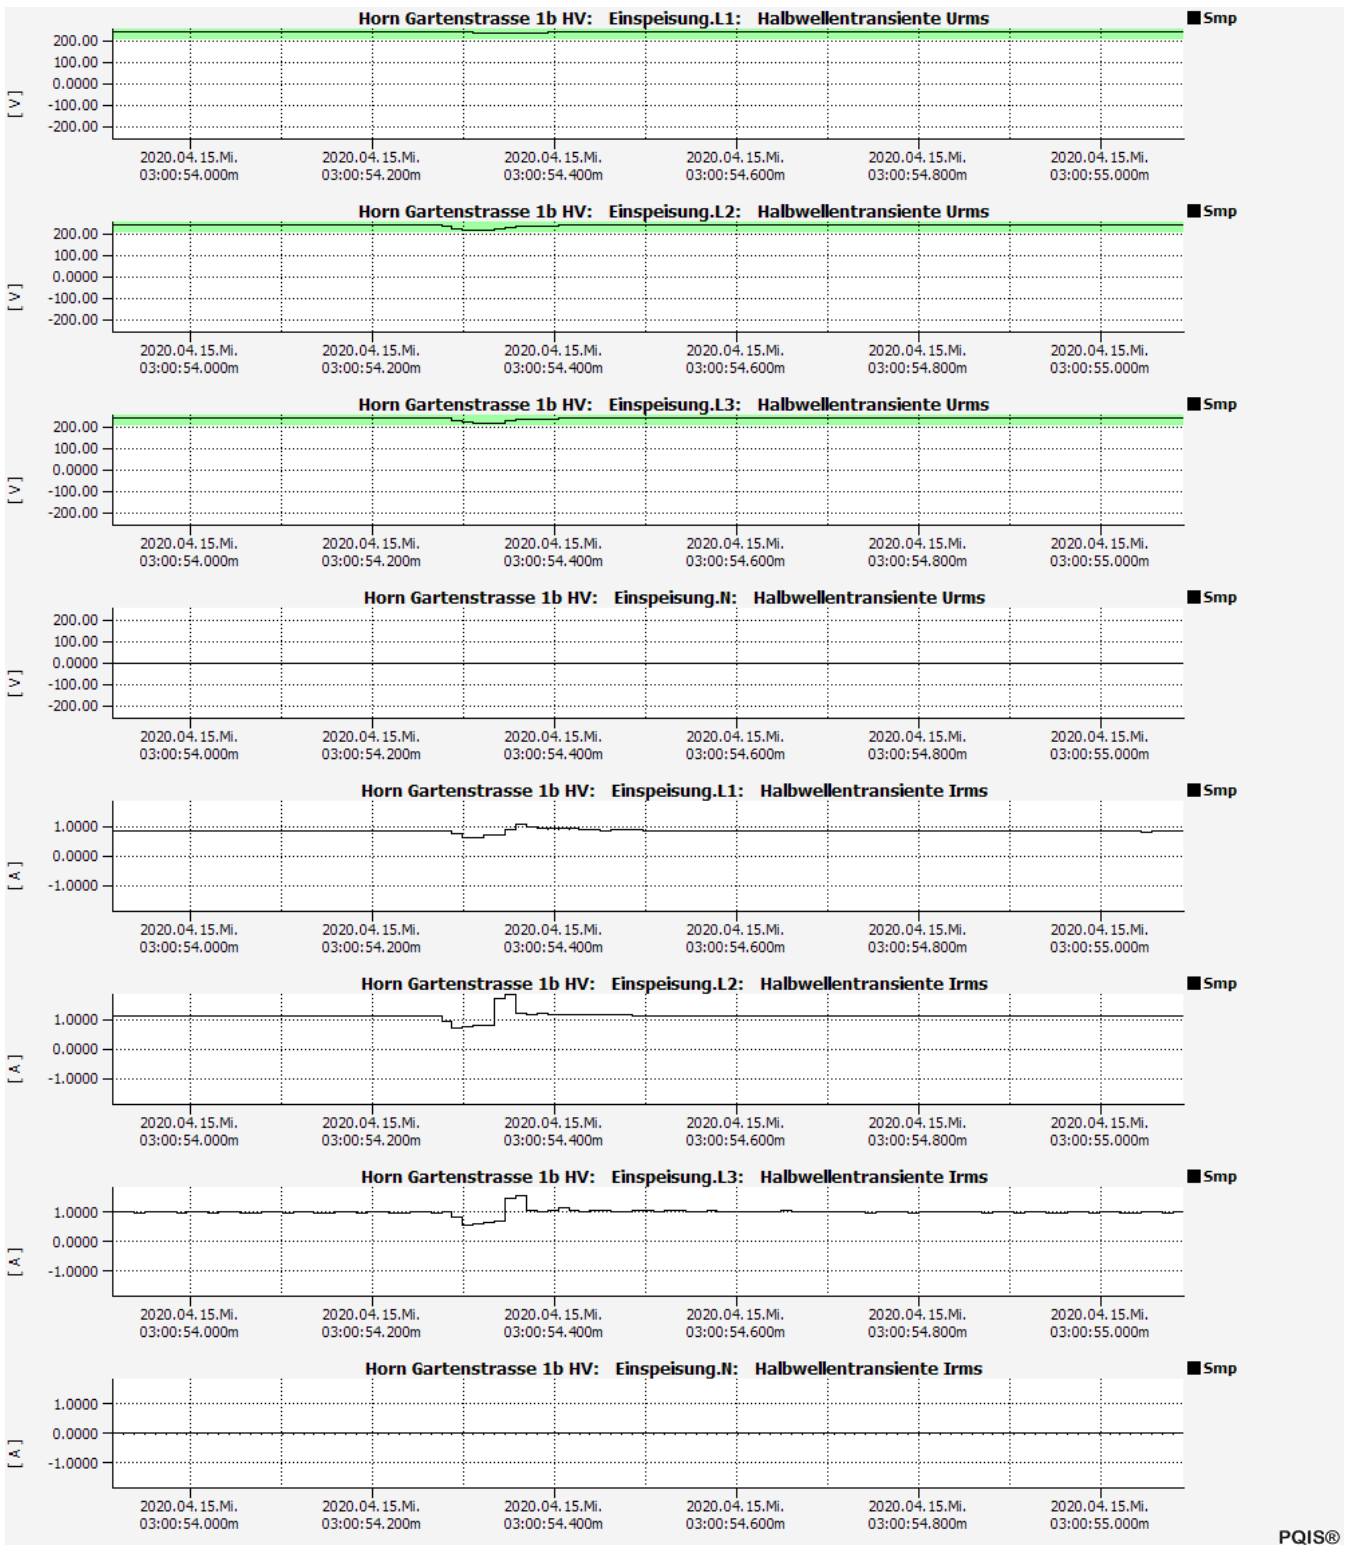 Horn Gartenstrasse 1b HV: Einspeisung.L1: Halbwellentransiente Urms
Smp
200.00
100.00
0.0000
-100.00
-200.00
[ V ]
2020.04.15.Mi. 2020.04.15.Mi. 2020.04.15.Mi. 2020.04.15.Mi. 2020.04.15.Mi. 2020.04.15.Mi.
03:00:54.000m 03:00:54.200m 03:00:54.400m 03:00:54.600m 03:00:54.800m 03:00:55.000m
Horn Gartenstrasse 1b HV: Einspeisung.L2: Halbwellentransiente Urms
Smp
200.00
100.00
0.0000
-100.00
-200.00
[ V ]
2020.04.15.Mi. 2020.04.15.Mi. 2020.04.15.Mi. 2020.04.15.Mi. 2020.04.15.Mi. 2020.04.15.Mi.
03:00:54.000m 03:00:54.200m 03:00:54.400m 03:00:54.600m 03:00:54.800m 03:00:55.000m
Horn Gartenstrasse 1b HV: Einspeisung.L3: Halbwellentransiente Urms
Smp
200.00
100.00
0.0000
-100.00
-200.00
[ V ]
2020.04.15.Mi. 2020.04.15.Mi. 2020.04.15.Mi. 2020.04.15.Mi. 2020.04.15.Mi. 2020.04.15.Mi.
03:00:54.000m 03:00:54.200m 03:00:54.400m 03:00:54.600m 03:00:54.800m 03:00:55.000m
Horn Gartenstrasse 1b HV: Einspeisung.N: Halbwellentransiente Urms
Smp
200.00
100.00
0.0000
-100.00
-200.00
[ V ]
2020.04.15.Mi. 2020.04.15.Mi. 2020.04.15.Mi. 2020.04.15.Mi. 2020.04.15.Mi. 2020.04.15.Mi.
03:00:54.000m 03:00:54.200m 03:00:54.400m 03:00:54.600m 03:00:54.800m 03:00:55.000m
Horn Gartenstrasse 1b HV: Einspeisung.L1: Halbwellentransiente Irms
Smp
1.0000
0.0000
-1.0000
[ A ]
2020.04.15.Mi. 2020.04.15.Mi. 2020.04.15.Mi. 2020.04.15.Mi. 2020.04.15.Mi. 2020.04.15.Mi.
03:00:54.000m 03:00:54.200m 03:00:54.400m 03:00:54.600m 03:00:54.800m 03:00:55.000m
Horn Gartenstrasse 1b HV: Einspeisung.L2: Halbwellentransiente Irms
Smp
1.0000
0.0000
-1.0000
[ A ]
2020.04.15.Mi. 2020.04.15.Mi. 2020.04.15.Mi. 2020.04.15.Mi. 2020.04.15.Mi. 2020.04.15.Mi.
03:00:54.000m 03:00:54.200m 03:00:54.400m 03:00:54.600m 03:00:54.800m 03:00:55.000m
Horn Gartenstrasse 1b HV: Einspeisung.L3: Halbwellentransiente Irms
Smp
1.0000
0.0000
-1.0000
[ A ]
2020.04.15.Mi. 2020.04.15.Mi. 2020.04.15.Mi. 2020.04.15.Mi. 2020.04.15.Mi. 2020.04.15.Mi.
03:00:54.000m 03:00:54.200m 03:00:54.400m 03:00:54.600m 03:00:54.800m 03:00:55.000m
Horn Gartenstrasse 1b HV: Einspeisung.N: Halbwellentransiente Irms
Smp
1.0000
0.0000
-1.0000
[ A ]
2020.04.15.Mi. 2020.04.15.Mi. 2020.04.15.Mi. 2020.04.15.Mi. 2020.04.15.Mi. 2020.04.15.Mi.
03:00:54.000m 03:00:54.200m 03:00:54.400m 03:00:54.600m 03:00:54.800m 03:00:55.000m
PQIS®